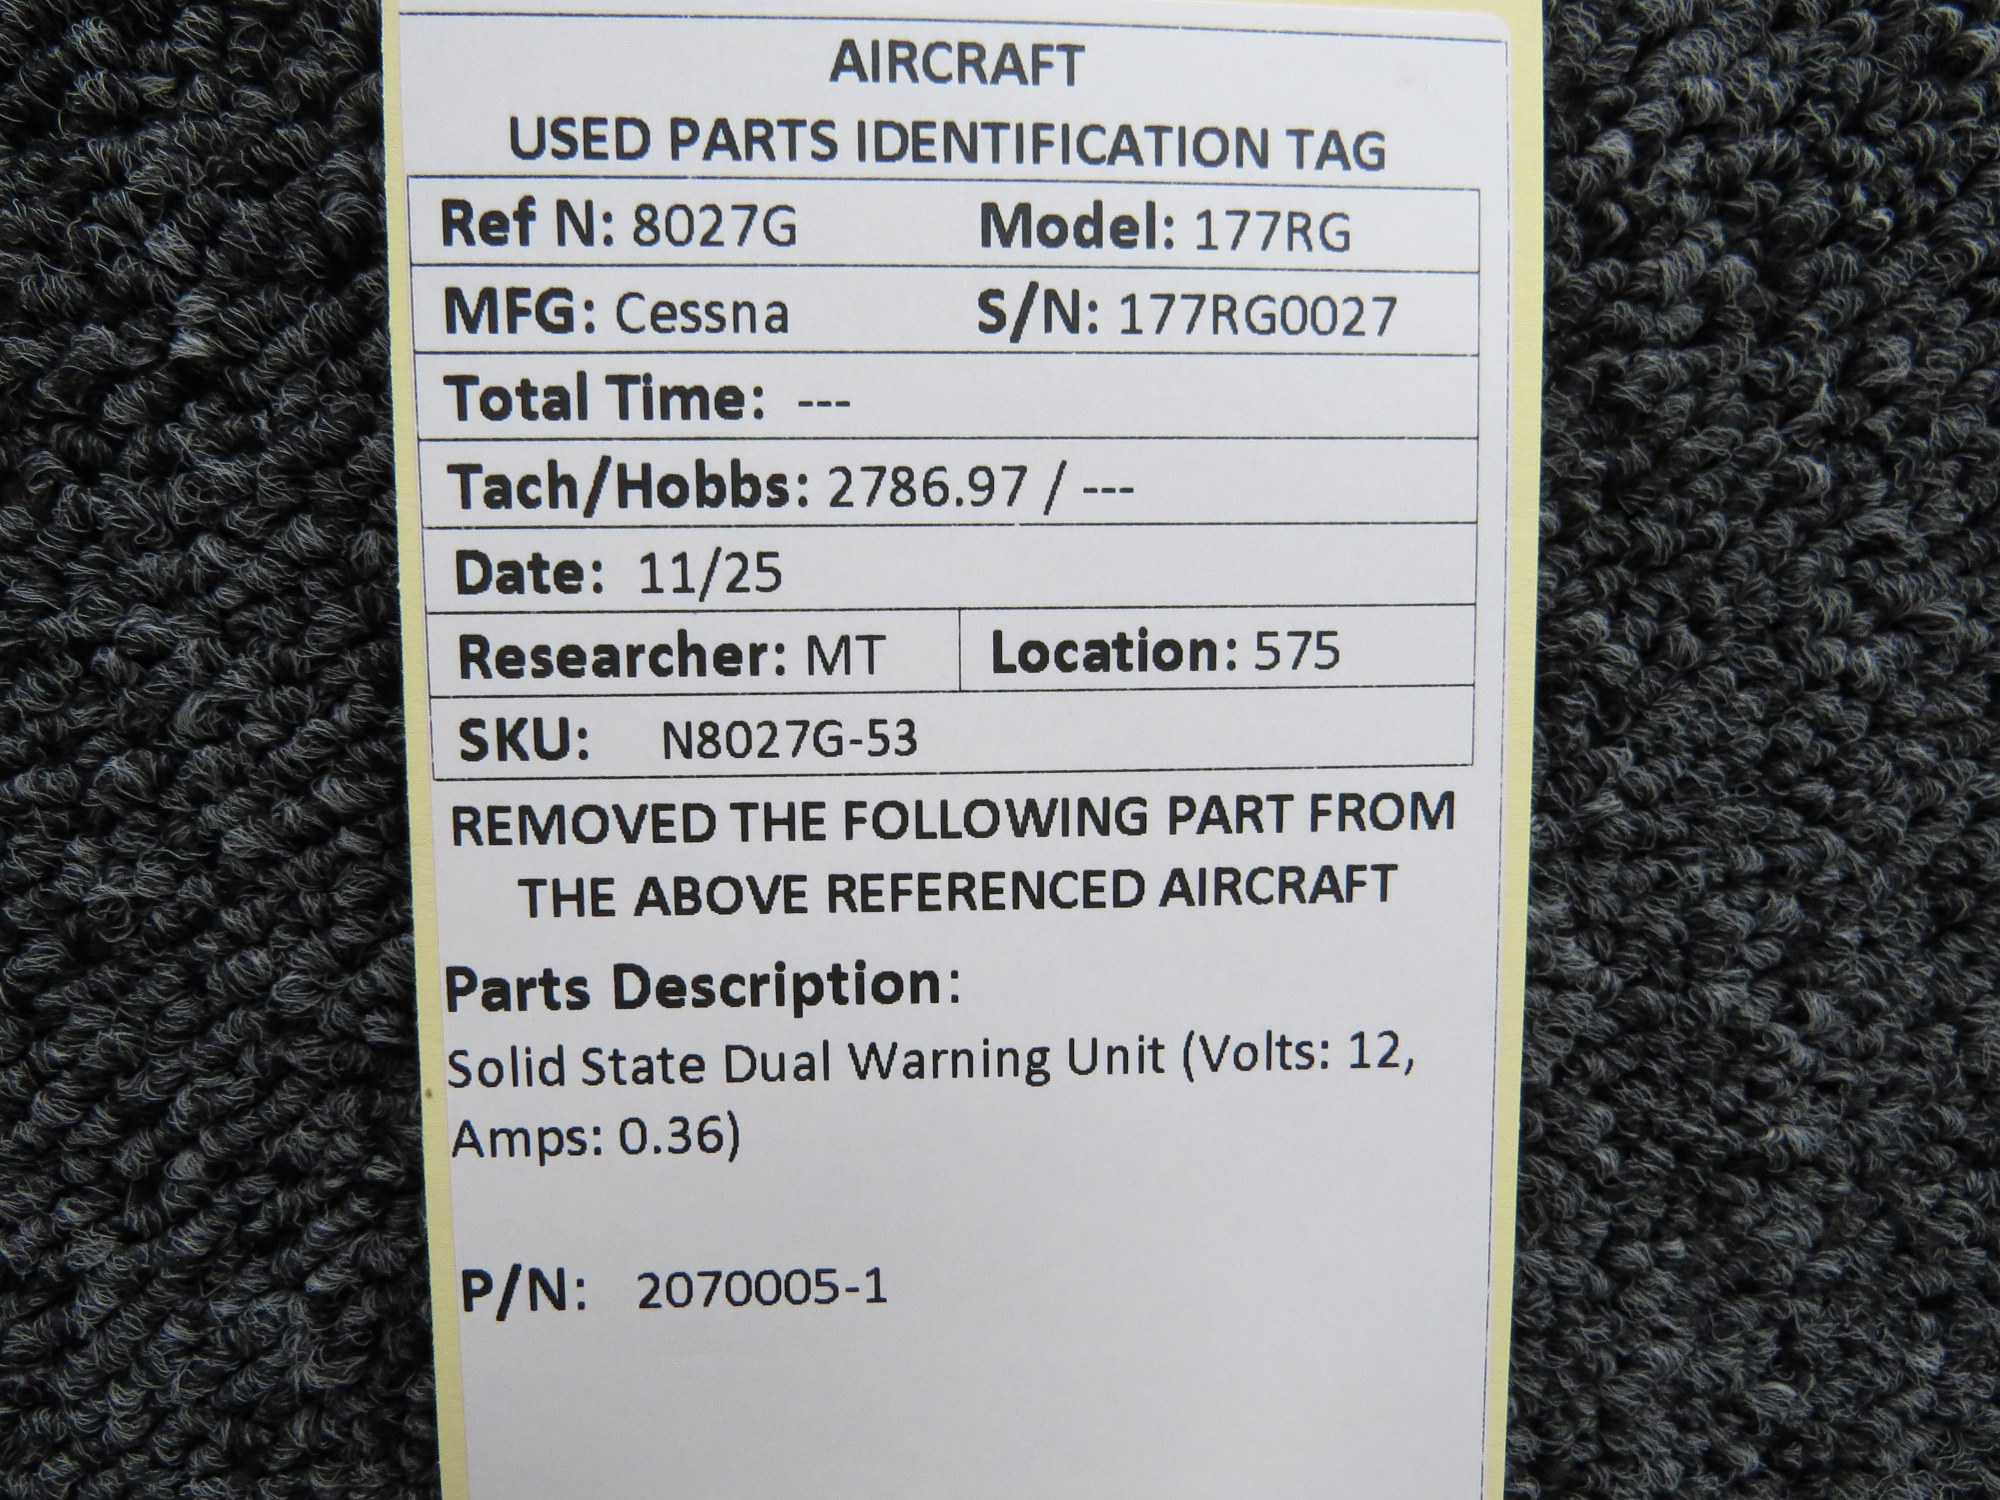 AIRCRAFT
USED PARTS IDENTIFICATION TAG
Ref N: 8027G Model: 177RG
MFG: Cessna S/N: 177RG0027
Total Time: ---
Tach/Hobbs: 2786.97 / ---
Date: 11/25
Researcher: MT Location: 575
SKU: N8027G-53
REMOVED THE FOLLOWING PART FROM
THE ABOVE REFERENCED AIRCRAFT
Parts Description:
Solid State Dual Warning Unit (Volts: 12,
Amps: 0.36)
P/N: 2070005-1